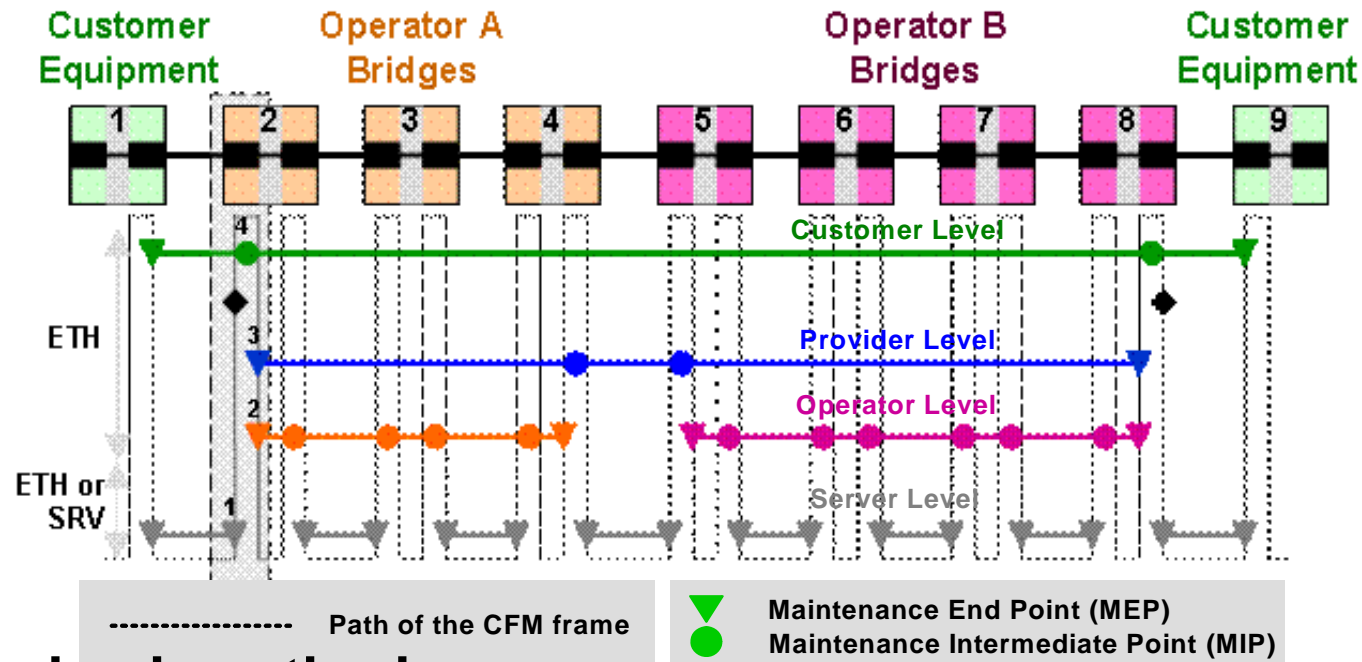 Customer Equipment
Operator A Bridges
Operator B Bridges
Customer Equipment
1 2 3 4 5 6 7 8 9
4
Customer Level
ETH
3
Provider Level
2
Operator Level
ETH or SRV
1
Server Level
Path of the CFM frame
Maintenance End Point (MEP)
Maintenance Intermediate Point (MIP)